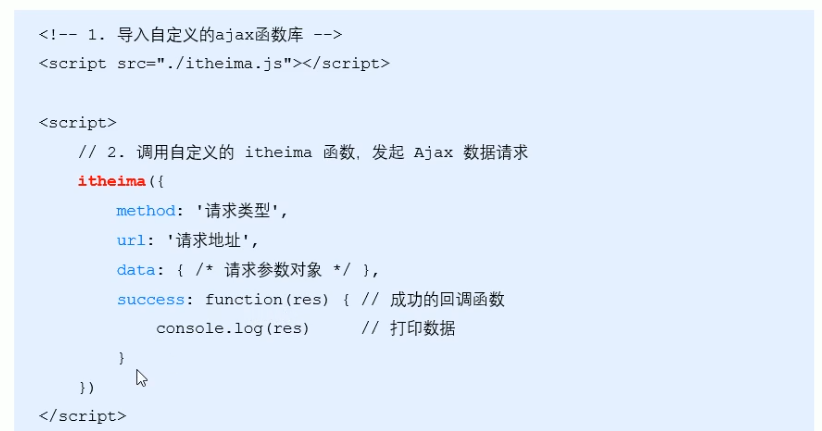 <!-- 1. 导入自定义的ajax函数库 -->
<script src="./itheima.js"></script>
<script>
// 2. 调用自定义的 itheima 函数，发起 Ajax 数据请求
itheima({
method: '请求类型',
url: '请求地址',
data: { /* 请求参数对象 */ },
success: function(res) { // 成功的回调函数
console.log(res) // 打印数据
}
})
</script>